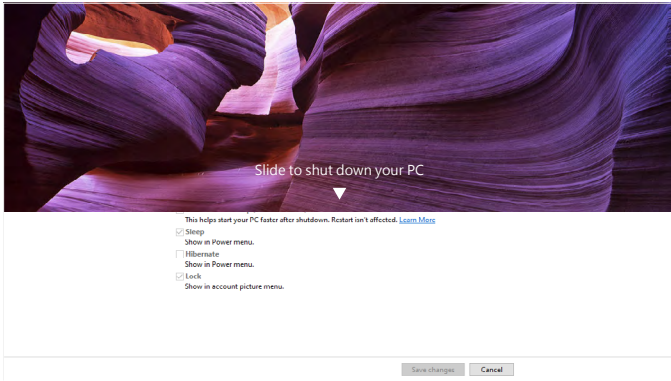 Slide to shut down your PC
This helps start your PC faster after shutdown. Restart isn't affected. Learn More
Sleep
Show in Power menu.
Hibernate
Show in Power menu.
Lock
Show in account picture menu.
Save changes
Cancel